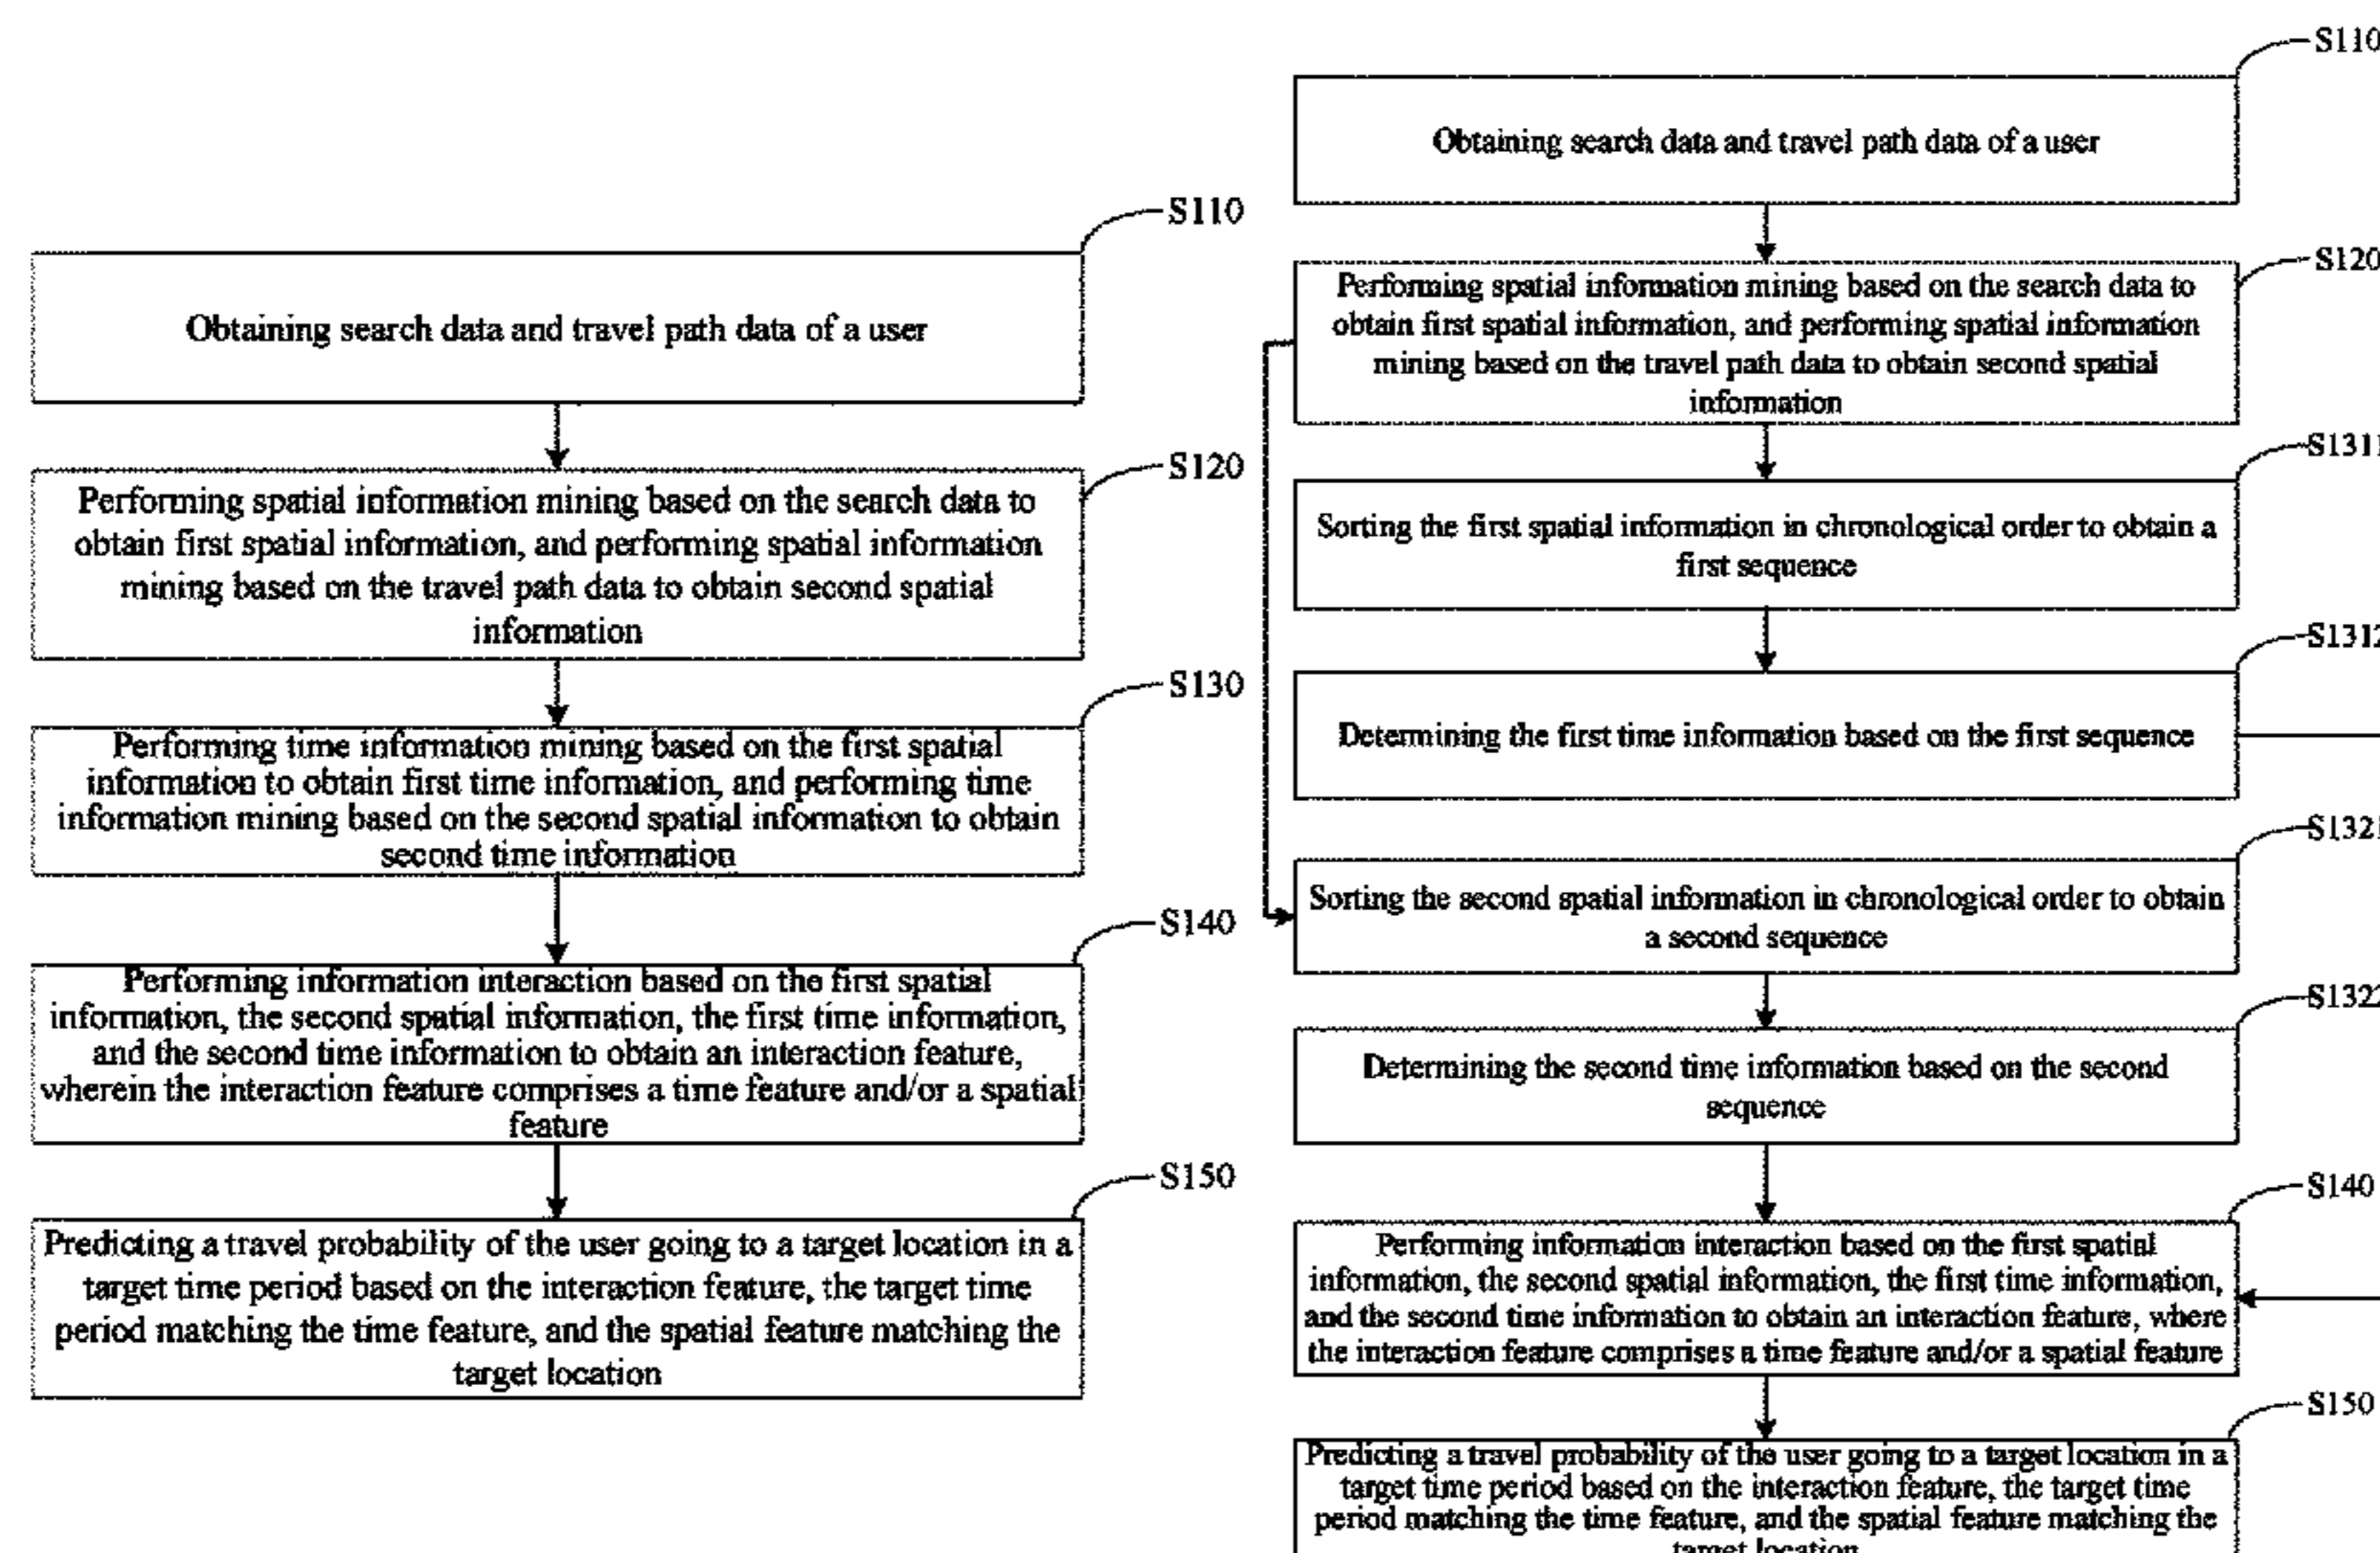 S110
Obtaining search data and travel path data of a user
S120
Performing spatial information mining based on the search data to
obtain first spatial information, and performing spatial information
mining based on the travel path data to obtain second spatial
information
S130
Performing time information mining based on the first spatial
information to obtain first time information, and performing time
information mining based on the second spatial information to obtain
second time information
S140
Performing information interaction based on the first spatial
information, the second spatial information, the first time information,
and the second time information to obtain an interaction feature,
wherein the interaction feature comprises a time feature and/or a spatial
feature
S150
Predicting a travel probability of the user going to a target location in a
target time period based on the interaction feature, the target time
period matching the time feature, and the spatial feature matching the
target location
S110
Obtaining search data and travel path data of a user
S120
Performing spatial information mining based on the search data to
obtain first spatial information, and performing spatial information
mining based on the travel path data to obtain second spatial
information
S1311
Sorting the first spatial information in chronological order to obtain a
first sequence
S1312
Determining the first time information based on the first sequence
S1321
Sorting the second spatial information in chronological order to obtain
a second sequence
S1322
Determining the second time information based on the second
sequence
S140
Performing information interaction based on the first spatial
information, the second spatial information, the first time information,
and the second time information to obtain an interaction feature, where
the interaction feature comprises a time feature and/or a spatial feature
S150
Predicting a travel probability of the user going to a target location in a
target time period based on the interaction feature, the target time
period matching the time feature, and the spatial feature matching the
target location